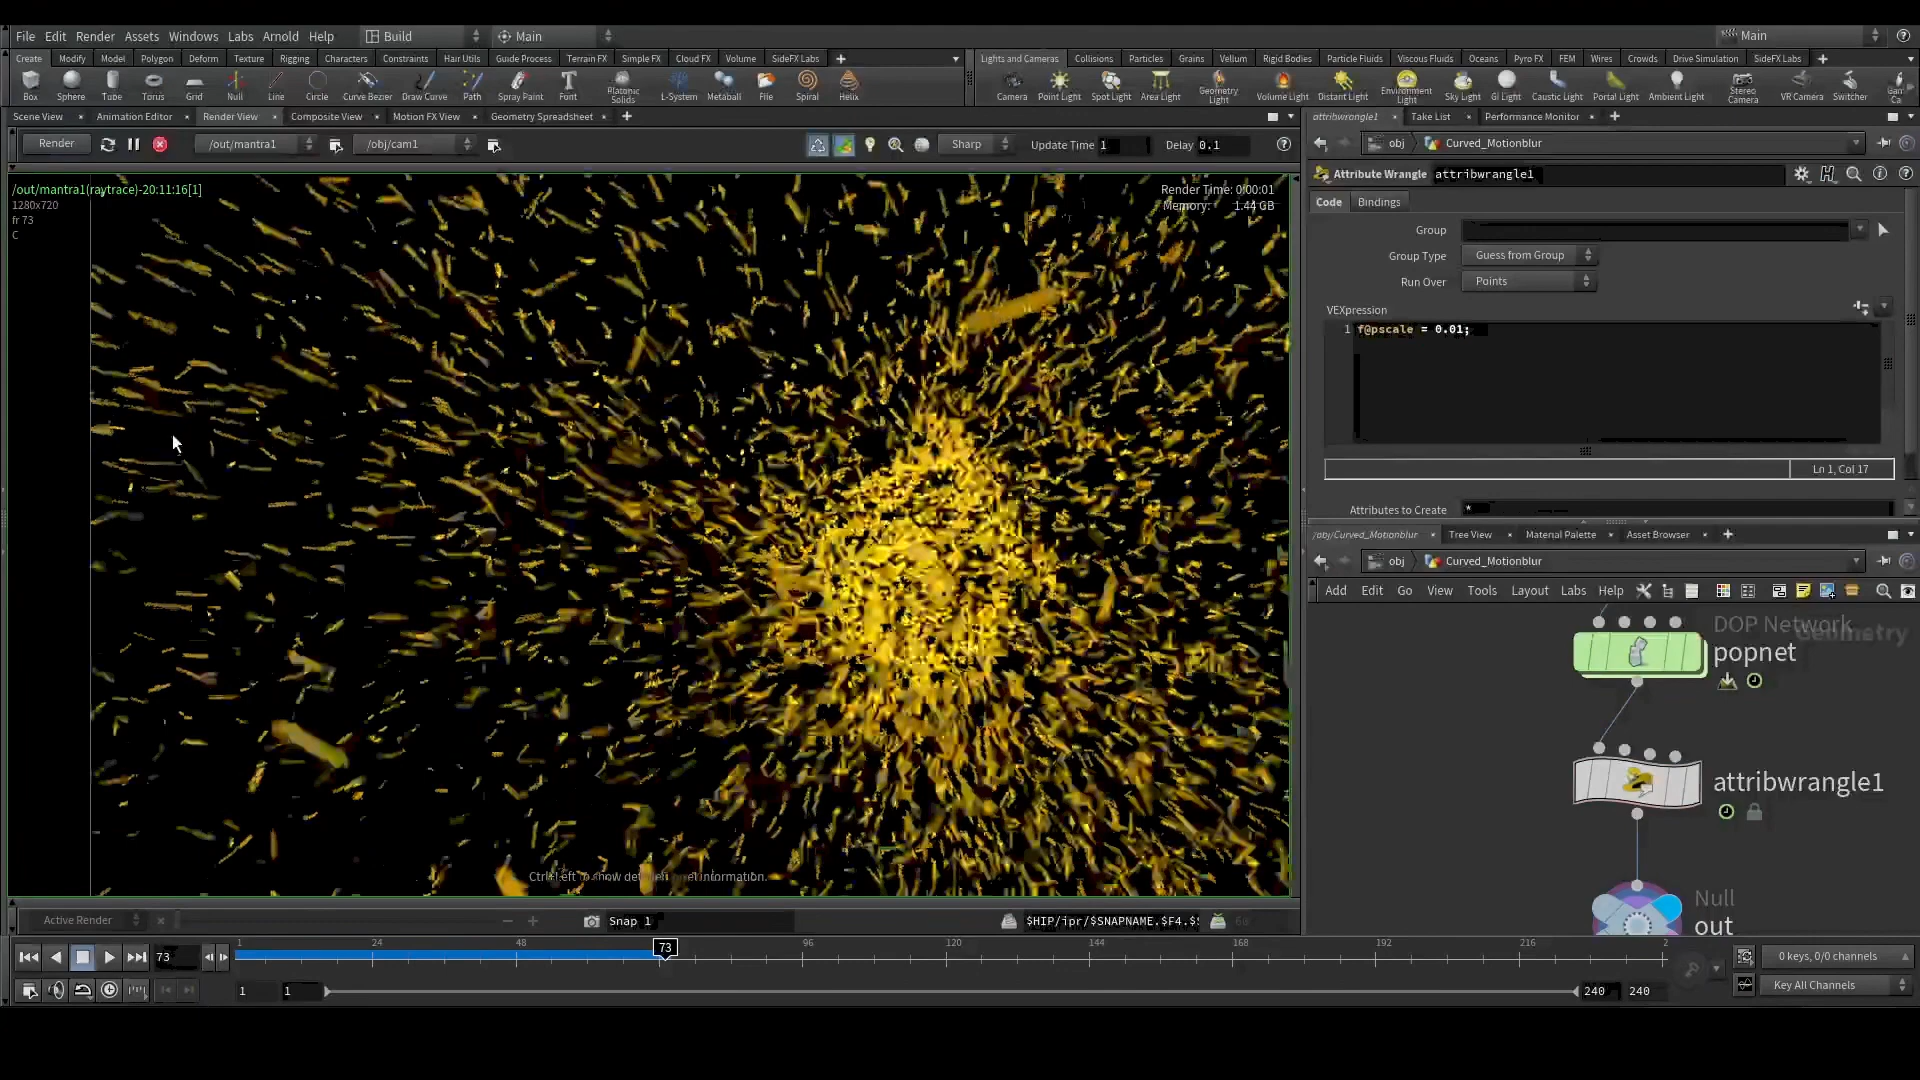 File Edit Render Assets Windows Labs Arnold Help Build Main Main
Create Modify Model Polygon Deform Texture Rigging Characters Constraints Hair Utils Guide Process Terrain FX Simple FX Cloud FX Volume SideFX Labs
Lights and Cameras Collisions Particles Grains Vellum Rigid Bodies Particle Fluids Viscous Fluids Oceans Pyro FX FEM Wires Crowds Drive Simulation SideFX Labs
Box Sphere Tube Torus Grid Null Line Circle Curve Bezier Draw Curve Path Spray Paint Font Platonic Solids L-System Metaball File Spiral Helix
Camera Point Light Spot Light Area Light Geometry Light Volume Light Distant Light Environment Light Sky Light GI Light Caustic Light Portal Light Ambient Light Stereo Camera VR Camera Switcher
Scene View Animation Editor Render View Composite View Motion FX View Geometry Spreadsheet
attribwrangle1 Take List Performance Monitor
Render /out/mantra1 /obj/cam1 Sharp Update Time 1 Delay 0.1
obj Curved_Motionblur
Attribute Wrangle attribwrangle1
Code Bindings
Group
Group Type Guess from Group
Run Over Points
VEXpression
1 f@pscale = 0.01;
Ln 1, Col 17
Attributes to Create *
/out/mantra1(raytrace)-20:11:16[1]
1280x720
fr 73
C
Render Time: 0:00:01
Memory: 1.44 GB
/obj/Curved_Motionblur Tree View Material Palette Asset Browser
obj Curved_Motionblur
Add Edit Go View Tools Layout Labs Help
Geometry
DOP Network
popnet
attribwrangle1
Null
out
Active Render Snap 1 $HIP/ipr/$SNAPNAME.$F4.$
73
1 24 48 73 96 120 144 168 192 216 2
0 keys, 0/0 channels
1 1 240 240
Key All Channels